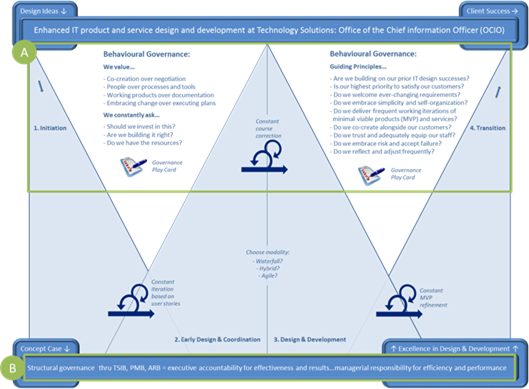 Design Ideas ↓
Client Success →
Enhanced IT product and service design and development at Technology Solutions: Office of the Chief information Officer (OCIO)
A
Behavioural Governance:
We value...
- Co-creation over negotiation
- People over processes and tools
- Working products over documentation
- Embracing change over executing plans
We constantly ask...
- Should we invest in this?
- Are we building it right?
- Do we have the resources?
Governance
Play Card
Behavioural Governance:
Guiding Principles...
- Are we building on our prior IT design successes?
- Is our highest priority to satisfy our customers?
- Do we welcome ever-changing requirements?
- Do we embrace simplicity and self-organization?
- Do we deliver frequent working iterations of
minimal viable products (MVP) and services?
- Do we co-create alongside our customers?
- Do we trust and adequately equip our staff?
- Do we embrace risk and accept failure?
- Do we reflect and adjust frequently?
Governance
Play Card
1. Initiation
Constant
course
correction
4. Transition
Choose modality:
- Waterfall?
- Hybrid?
- Agile?
Constant
iteration
based on
user stories
Constant
MVP
refinement
2. Early Design & Coordination
3. Design & Development
Concept Case ↓
↑ Excellence in Design & Development ↑
B
Structural governance thru TSIB, PMB, ARB = executive accountability for effectiveness and results...managerial responsibility for efficiency and performance